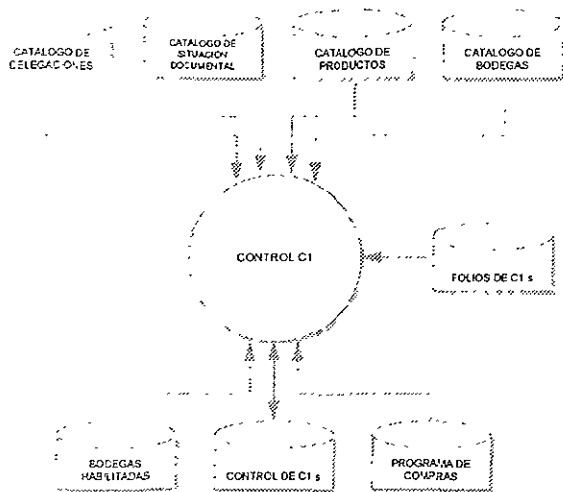 CATALOGO DE
DELEGACIONES
CATALOGO DE
SITUACIÓN
DOCUMENTAL
CATALOGO DE
PRODUCTOS
CATALOGO DE
BODEGAS
CONTROL C1
FOLIOS DE C1 s
BODEGAS
HABILITADAS
CONTROL DE C1 s
PROGRAMA DE
COMPRAS